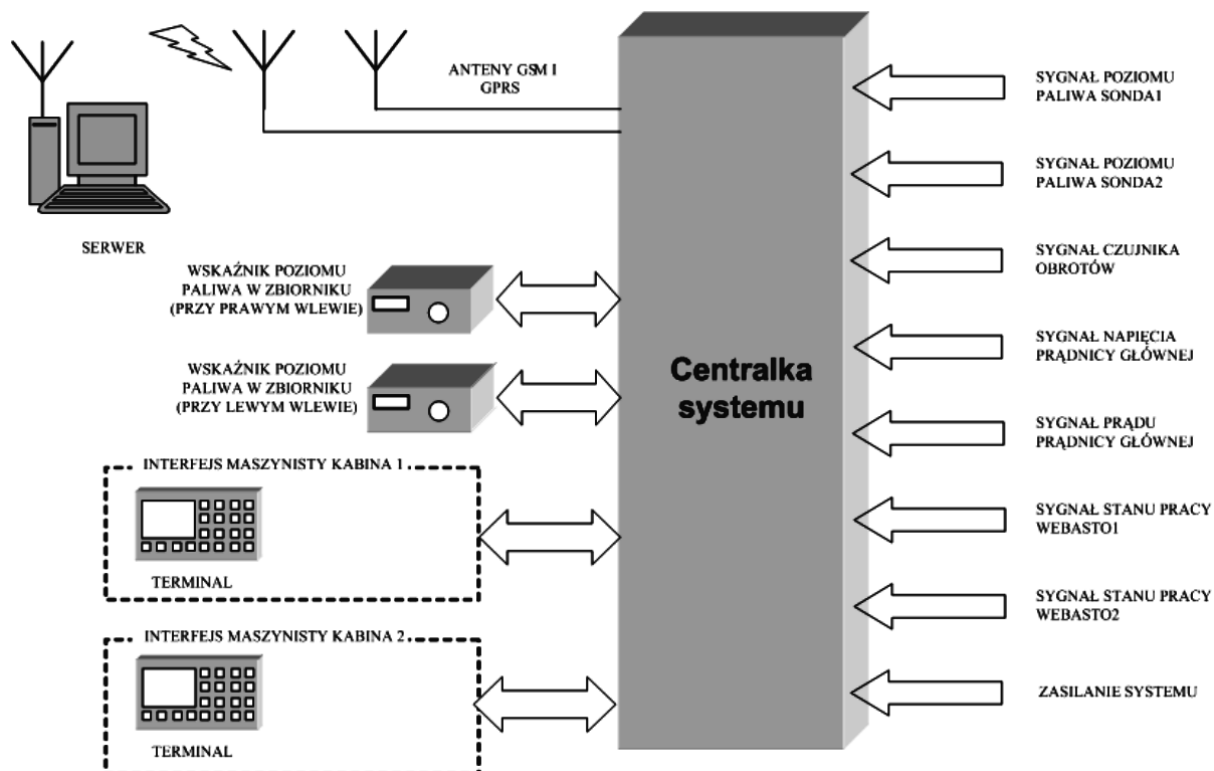 ANTENY GSM I
GPRS
SERWER
WSKAŹNIK POZIOMU
PALIWA W ZBIORNIKU
(PRZY PRAWYM WLEWIE)
WSKAŹNIK POZIOMU
PALIWA W ZBIORNIKU
(PRZY LEWYM WLEWIE)
INTERFEJS MASZYNISTY KABINA 1
TERMINAL
INTERFEJS MASZYNISTY KABINA 2
TERMINAL
Centralka
systemu
SYGNAŁ POZIOMU
PALIWA SONDA1
SYGNAŁ POZIOMU
PALIWA SONDA2
SYGNAŁ CZUJNIKA
OBROTÓW
SYGNAŁ NAPIĘCIA
PRĄDNICY GŁÓWNEJ
SYGNAŁ PRĄDU
PRĄDNICY GŁÓWNEJ
SYGNAŁ STANU PRACY
WEBASTO1
SYGNAŁ STANU PRACY
WEBASTO2
ZASILANIE SYSTEMU